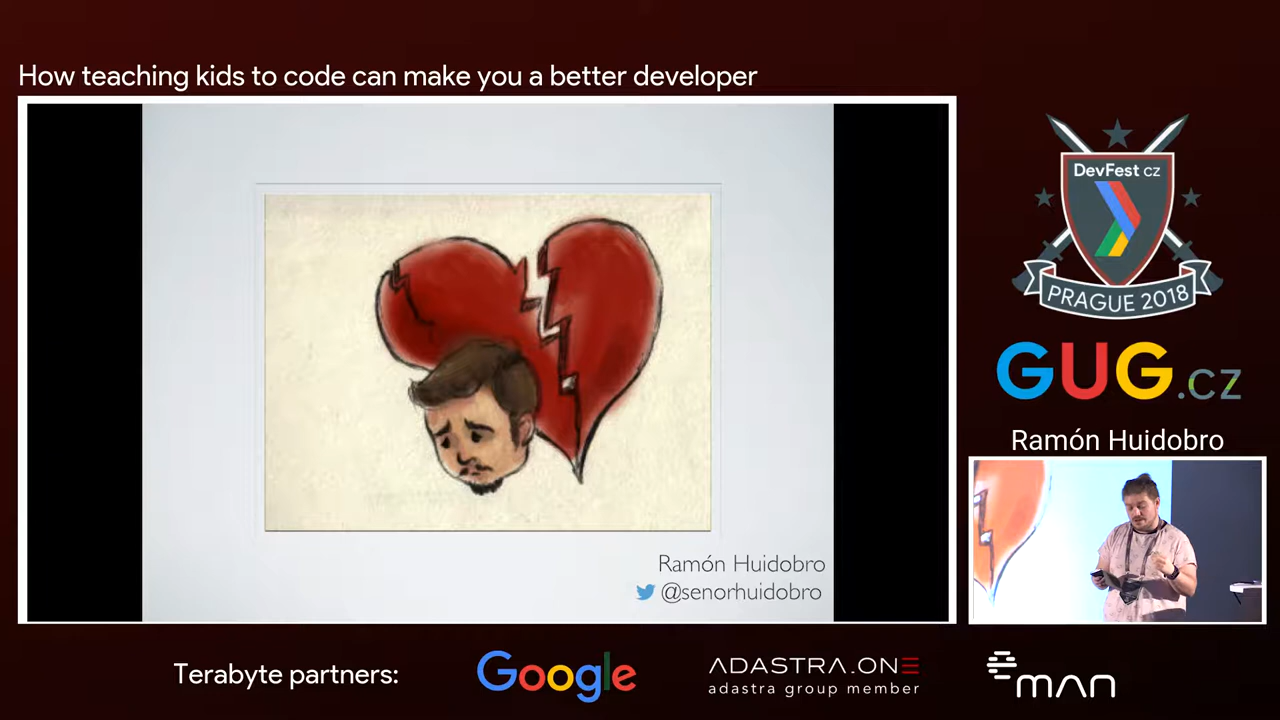 How teaching kids to code can make you a better developer
Ramón Huidobro
@senorhuidobro
DevFest cz
PRAGUE 2018
GUG.cz
Ramón Huidobro
Terabyte partners:
Google
ADASTRA.ONE
adastra group member
eman